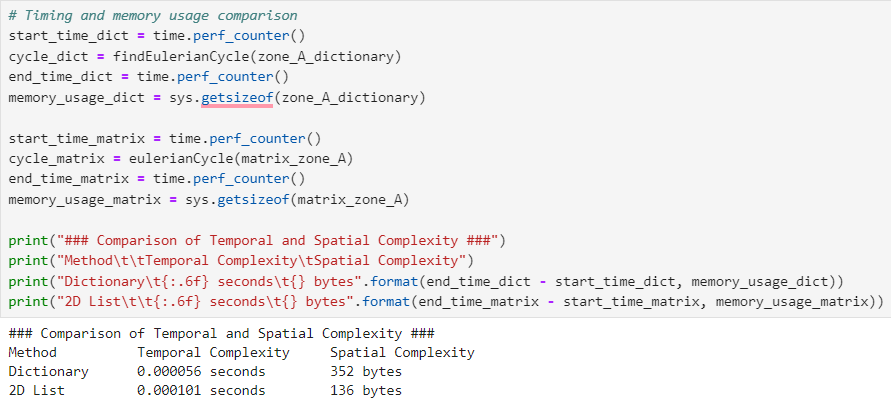 # Timing and memory usage comparison
start_time_dict = time.perf_counter()
cycle_dict = findEulerianCycle(zone_A_dictionary)
end_time_dict = time.perf_counter()
memory_usage_dict = sys.getsizeof(zone_A_dictionary)

start_time_matrix = time.perf_counter()
cycle_matrix = eulerianCycle(matrix_zone_A)
end_time_matrix = time.perf_counter()
memory_usage_matrix = sys.getsizeof(matrix_zone_A)

print("### Comparison of Temporal and Spatial Complexity ###")
print("Method\t\tTemporal Complexity\tSpatial Complexity")
print("Dictionary\t{:.6f} seconds\t{} bytes".format(end_time_dict - start_time_dict, memory_usage_dict))
print("2D List\t\t{:.6f} seconds\t{} bytes".format(end_time_matrix - start_time_matrix, memory_usage_matrix))
### Comparison of Temporal and Spatial Complexity ###
Method          Temporal Complexity     Spatial Complexity
Dictionary      0.000056 seconds        352 bytes
2D List         0.000101 seconds        136 bytes